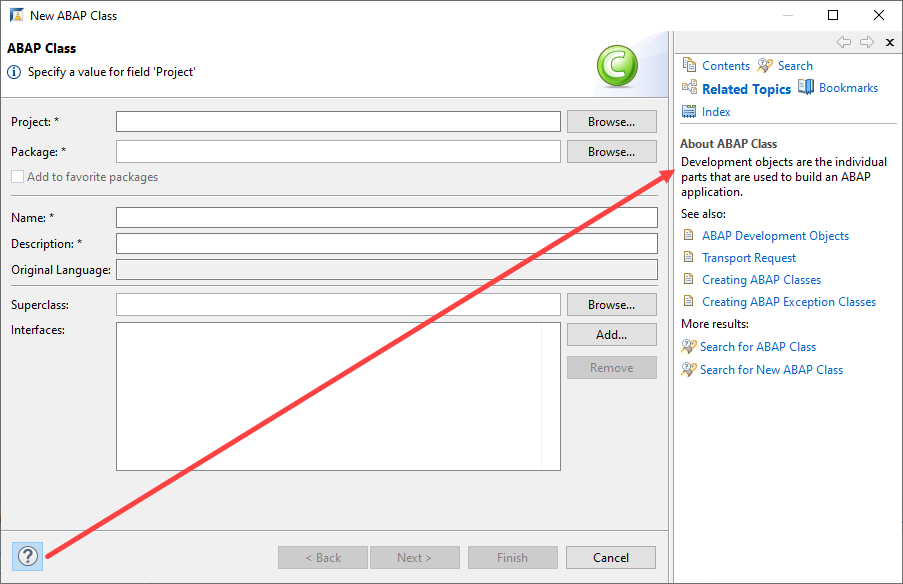 New ABAP Class
ABAP Class
Specify a value for field 'Project'
Project: *
Browse...
Package: *
Browse...
Add to favorite packages
Name: *
Description: *
Original Language:
Superclass:
Browse...
Interfaces:
Add...
Remove
< Back
Next >
Finish
Cancel
Contents
Search
Related Topics
Bookmarks
Index
About ABAP Class
Development objects are the individual
parts that are used to build an ABAP
application.
See also:
ABAP Development Objects
Transport Request
Creating ABAP Classes
Creating ABAP Exception Classes
More results:
Search for ABAP Class
Search for New ABAP Class